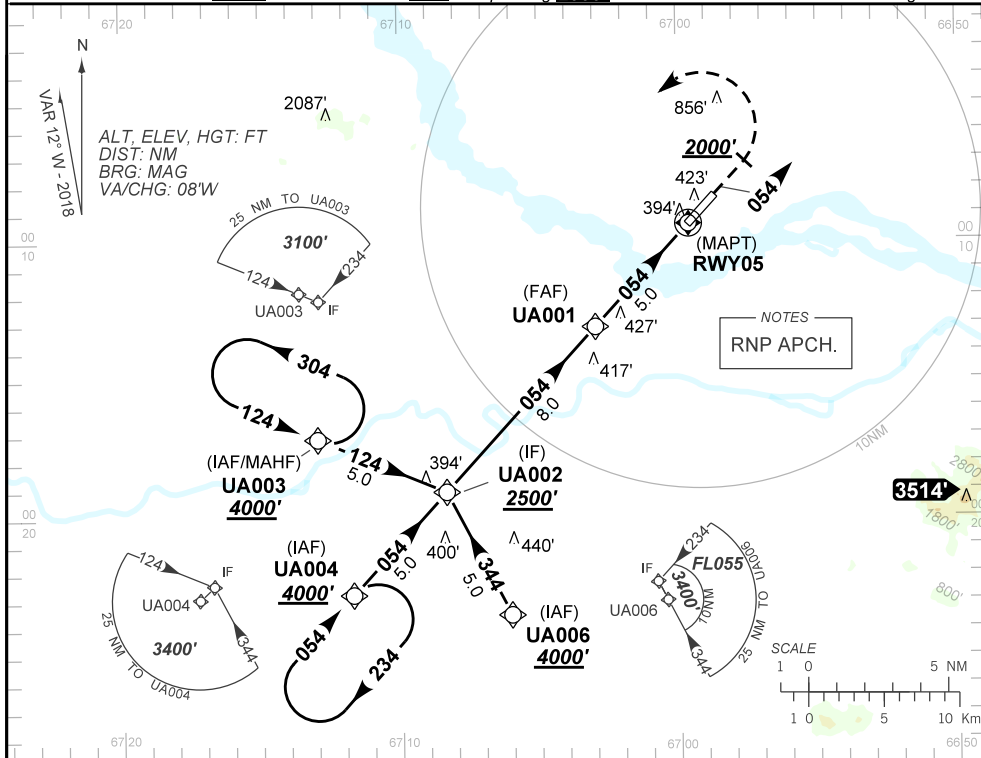 67 20
67 10
67 00
66 50
N
VAR 12° W - 2018
2087'
ALT, ELEV, HGT: FT
DIST: NM
BRG: MAG
VA/CHG: 08'W
856'
2000'
423'
054
394'
(MAPT)
RWY05
00
10
00
10
25 NM TO UA003
3100'
124
234
UA003
IF
054
5.0
(FAF)
UA001
427'
417'
NOTES
RNP APCH.
304
124
054
8.0
10NM
(IAF/MAHF)
UA003
4000'
124
5.0
394'
(IF)
UA002
2500'
2800'
3514'
1800'
00
20
00
20
400'
440'
054
5.0
344
5.0
(IAF)
UA004
4000'
(IAF)
UA006
4000'
054
234
124
IF
UA004
3400'
344
25 NM TO UA004
234
FL055
IF
3400'
UA006
10NM
344
25 NM TO UA006
800'
SCALE
1 0 5 NM
1 0 5 10 Km
67 20
67 10
67 00
66 50